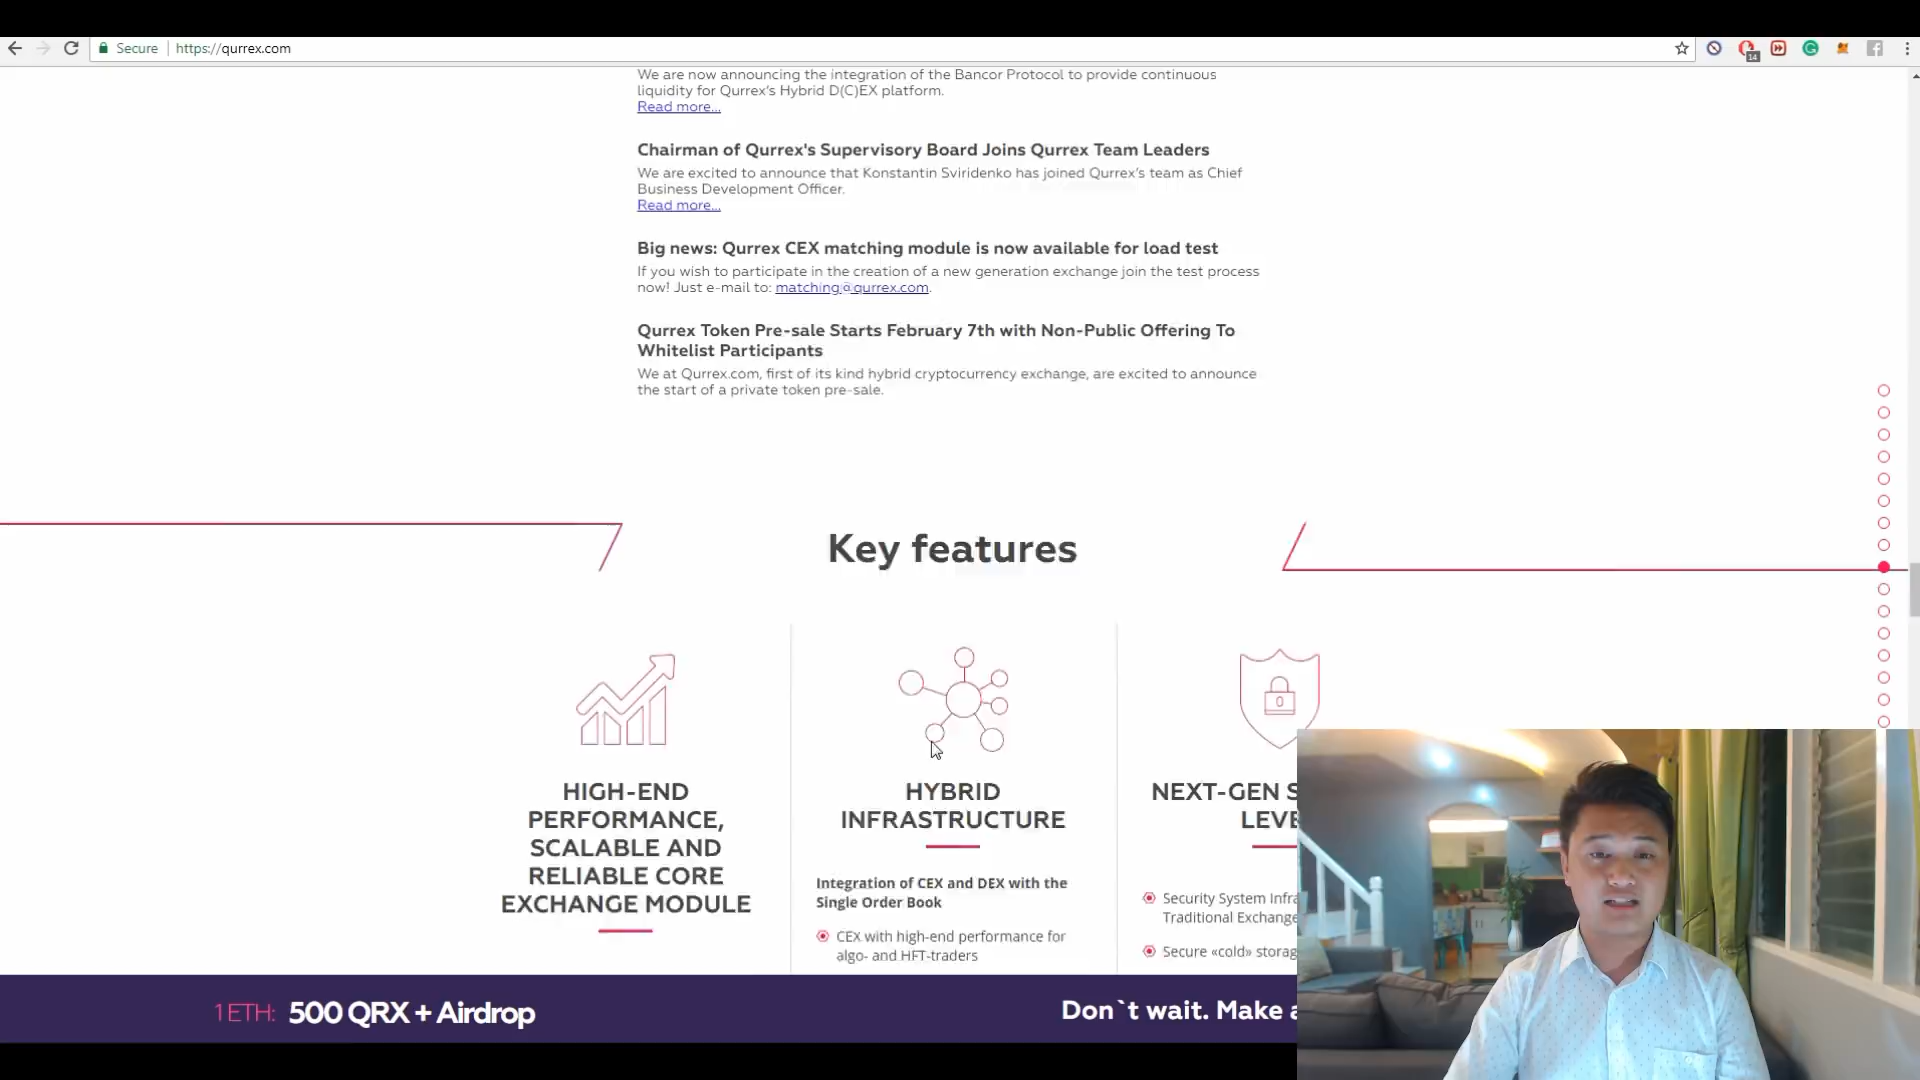 Secure
https://qurrex.com
14
We are now announcing the integration of the Bancor Protocol to provide continuous
liquidity for Qurrex's Hybrid D(C)EX platform.
Read more...
Chairman of Qurrex's Supervisory Board Joins Qurrex Team Leaders
We are excited to announce that Konstantin Sviridenko has joined Qurrex's team as Chief
Business Development Officer.
Read more...
Big news: Qurrex CEX matching module is now available for load test
If you wish to participate in the creation of a new generation exchange join the test process
now! Just e-mail to: matching@qurrex.com.
Qurrex Token Pre-sale Starts February 7th with Non-Public Offering To
Whitelist Participants
We at Qurrex.com, first of its kind hybrid cryptocurrency exchange, are excited to announce
the start of a private token pre-sale.
Key features
HIGH-END
PERFORMANCE,
SCALABLE AND
RELIABLE CORE
EXCHANGE MODULE
HYBRID
INFRASTRUCTURE
Integration of CEX and DEX with the
Single Order Book
CEX with high-end performance for
algo- and HFT-traders
NEXT-GEN S
LEVE
Security System Infra
Traditional Exchange
Secure «cold» storag
1 ETH: 500 QRX + Airdrop
Don`t wait. Make a